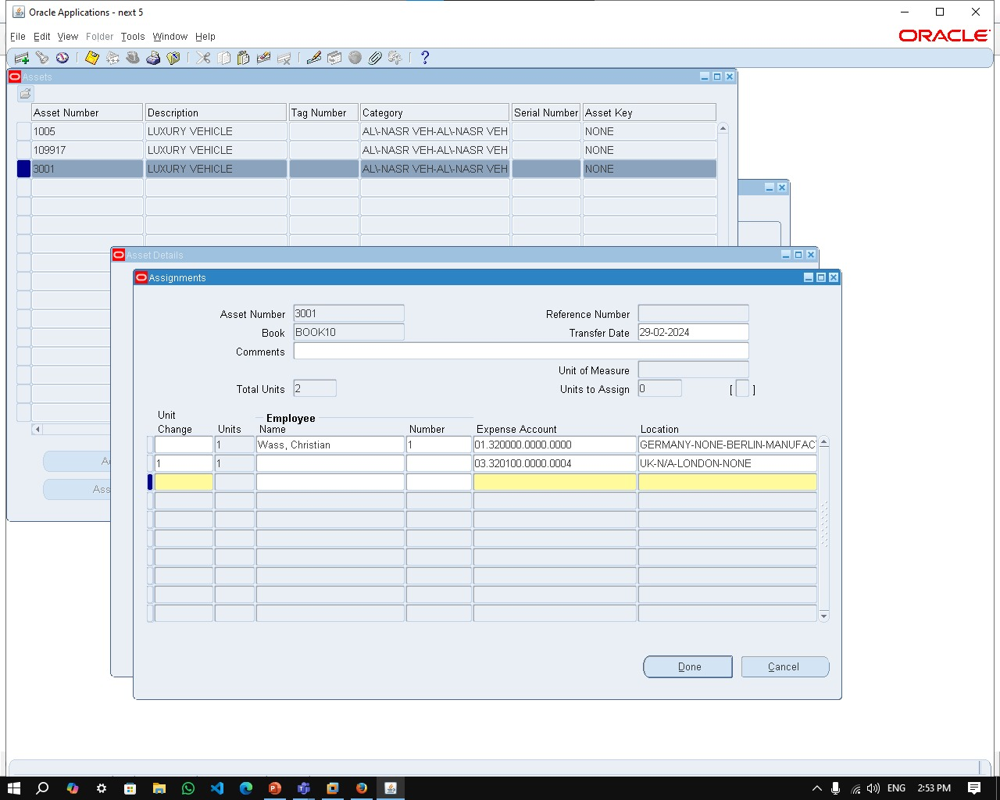 Oracle Applications - next 5
File Edit View Folder Tools Window Help
ORACLE
Assets
Asset Number Description Tag Number Category Serial Number Asset Key
1005 LUXURY VEHICLE AL\-NASR VEH-AL\-NASR VEH NONE
109917 LUXURY VEHICLE AL\-NASR VEH-AL\-NASR VEH NONE
3001 LUXURY VEHICLE AL\-NASR VEH-AL\-NASR VEH NONE
Asset Details
Assignments
Asset Number 3001 Reference Number
Book BOOK10 Transfer Date 29-02-2024
Comments
Unit of Measure
Total Units 2 Units to Assign 0 [ ]
Unit Change Units Employee Name Number Expense Account Location
1 Wass, Christian 1 01.320000.0000.0000 GERMANY-NONE-BERLIN-MANUFAC
1 1 03.320100.0000.0004 UK-N/A-LONDON-NONE
Done Cancel
ENG 2:53 PM